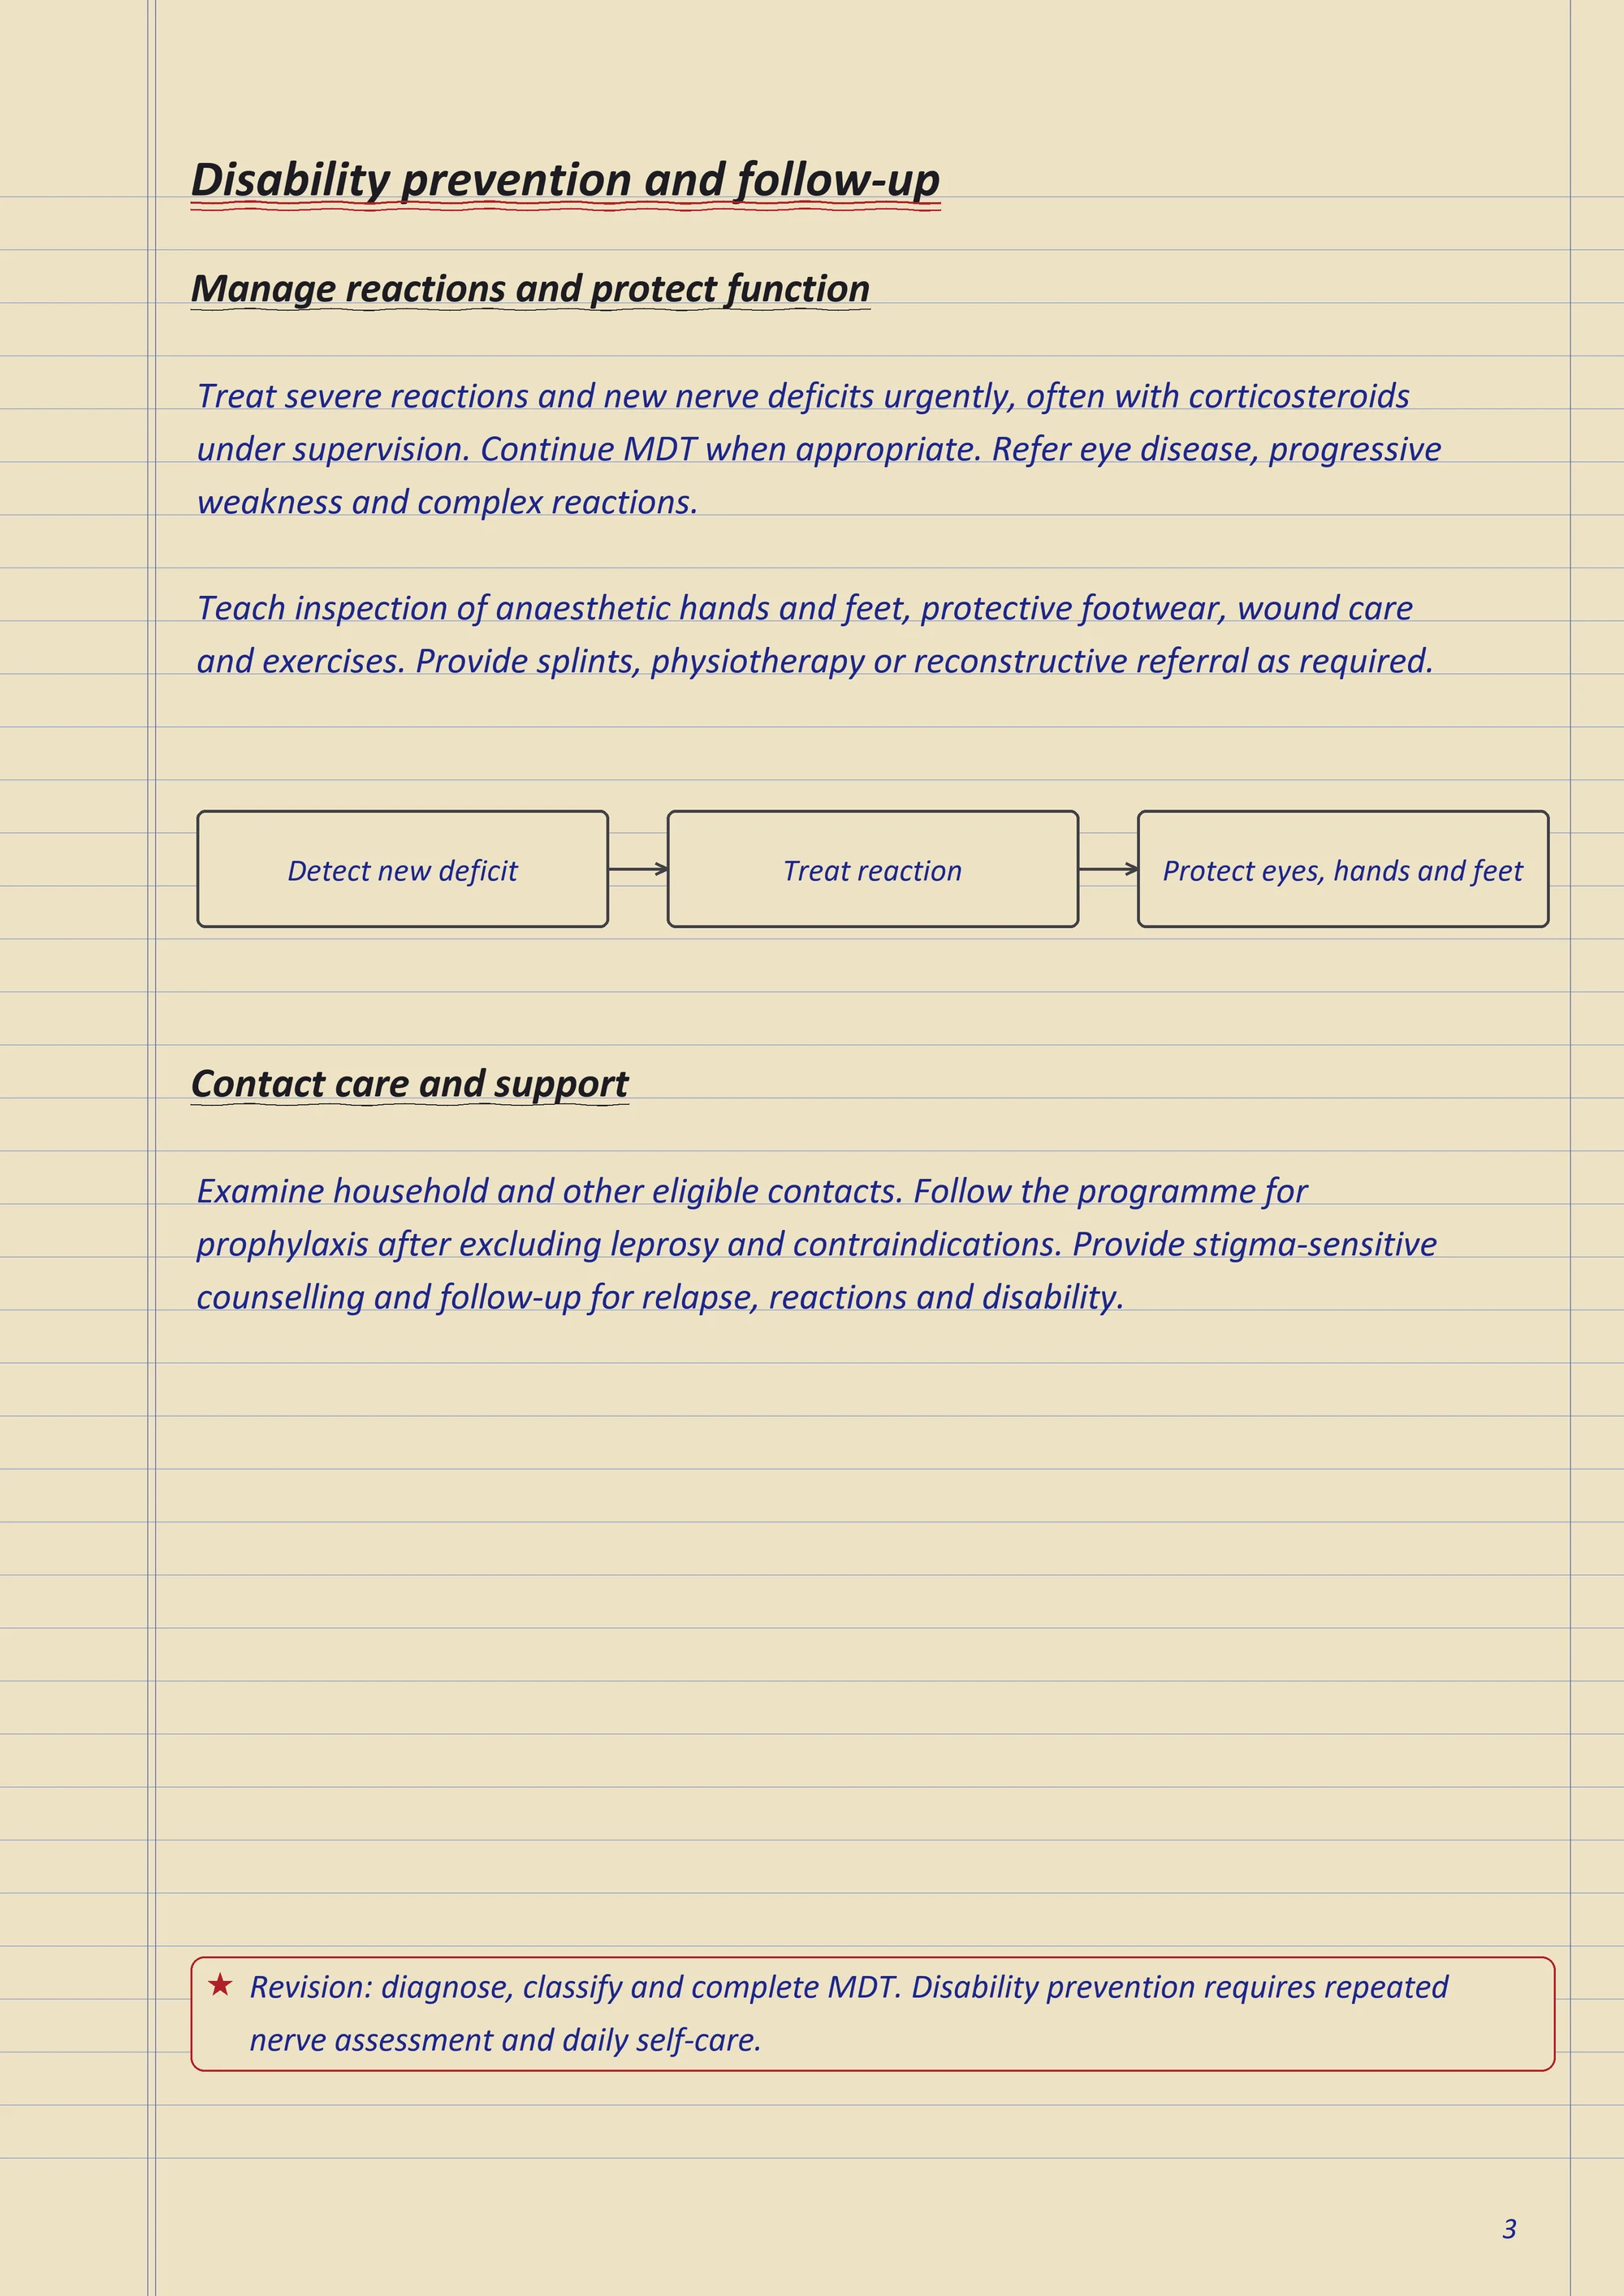 Disability prevention and follow-up
Manage reactions and protect function
Treat severe reactions and new nerve deficits urgently, often with corticosteroids
under supervision. Continue MDT when appropriate. Refer eye disease, progressive
weakness and complex reactions.
Teach inspection of anaesthetic hands and feet, protective footwear, wound care
and exercises. Provide splints, physiotherapy or reconstructive referral as required.
Detect new deficit
Treat reaction
Protect eyes, hands and feet
Contact care and support
Examine household and other eligible contacts. Follow the programme for
prophylaxis after excluding leprosy and contraindications. Provide stigma-sensitive
counselling and follow-up for relapse, reactions and disability.
★ Revision: diagnose, classify and complete MDT. Disability prevention requires repeated
nerve assessment and daily self-care.
3